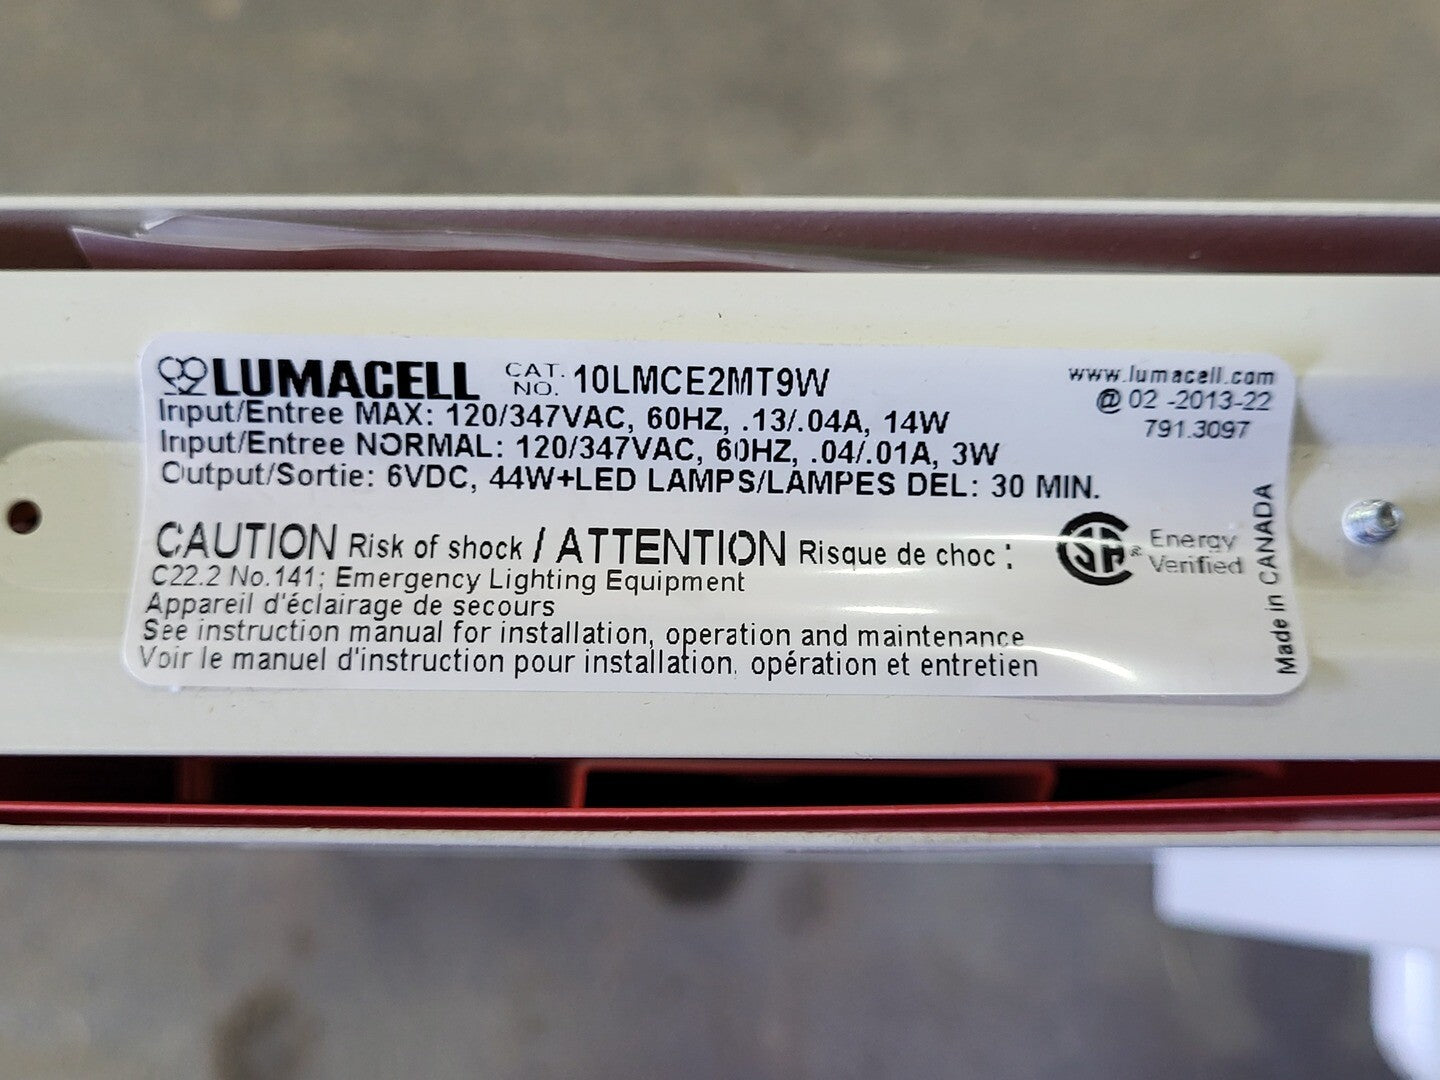 LUMACELL CAT. NO. 10LMCE2MT9W
Input/Entree MAX: 120/347VAC, 60HZ, .13/.04A, 14W
Input/Entree NORMAL: 120/347VAC, 60HZ, .04/.01A, 3W
Output/Sortie: 6VDC, 44W+LED LAMPS/LAMPES DEL: 30 MIN.
www.lumacell.com
@ 02 -2013-22
791.3097
CAUTION Risk of shock / ATTENTION Risque de choc :
C22.2 No.141; Emergency Lighting Equipment
Appareil d'éclairage de secours
See instruction manual for installation, operation and maintenance
Voir le manuel d'instruction pour installation, opération et entretien
SA® Energy
Verified
Made in CANADA